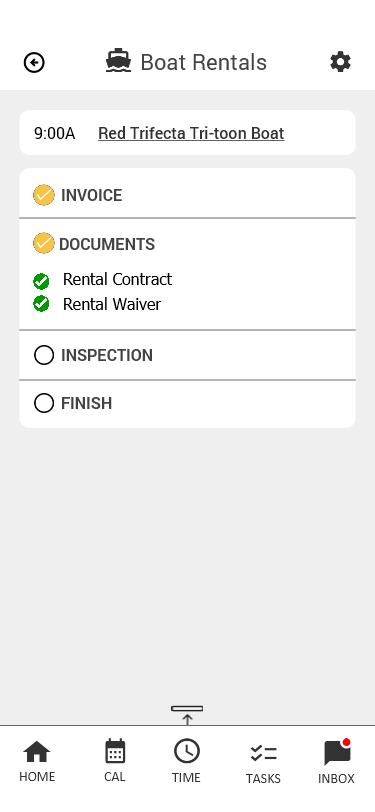 Boat Rentals
9:00A Red Trifecta Tri-toon Boat
INVOICE
DOCUMENTS
Rental Contract
Rental Waiver
INSPECTION
FINISH
HOME CAL TIME TASKS INBOX